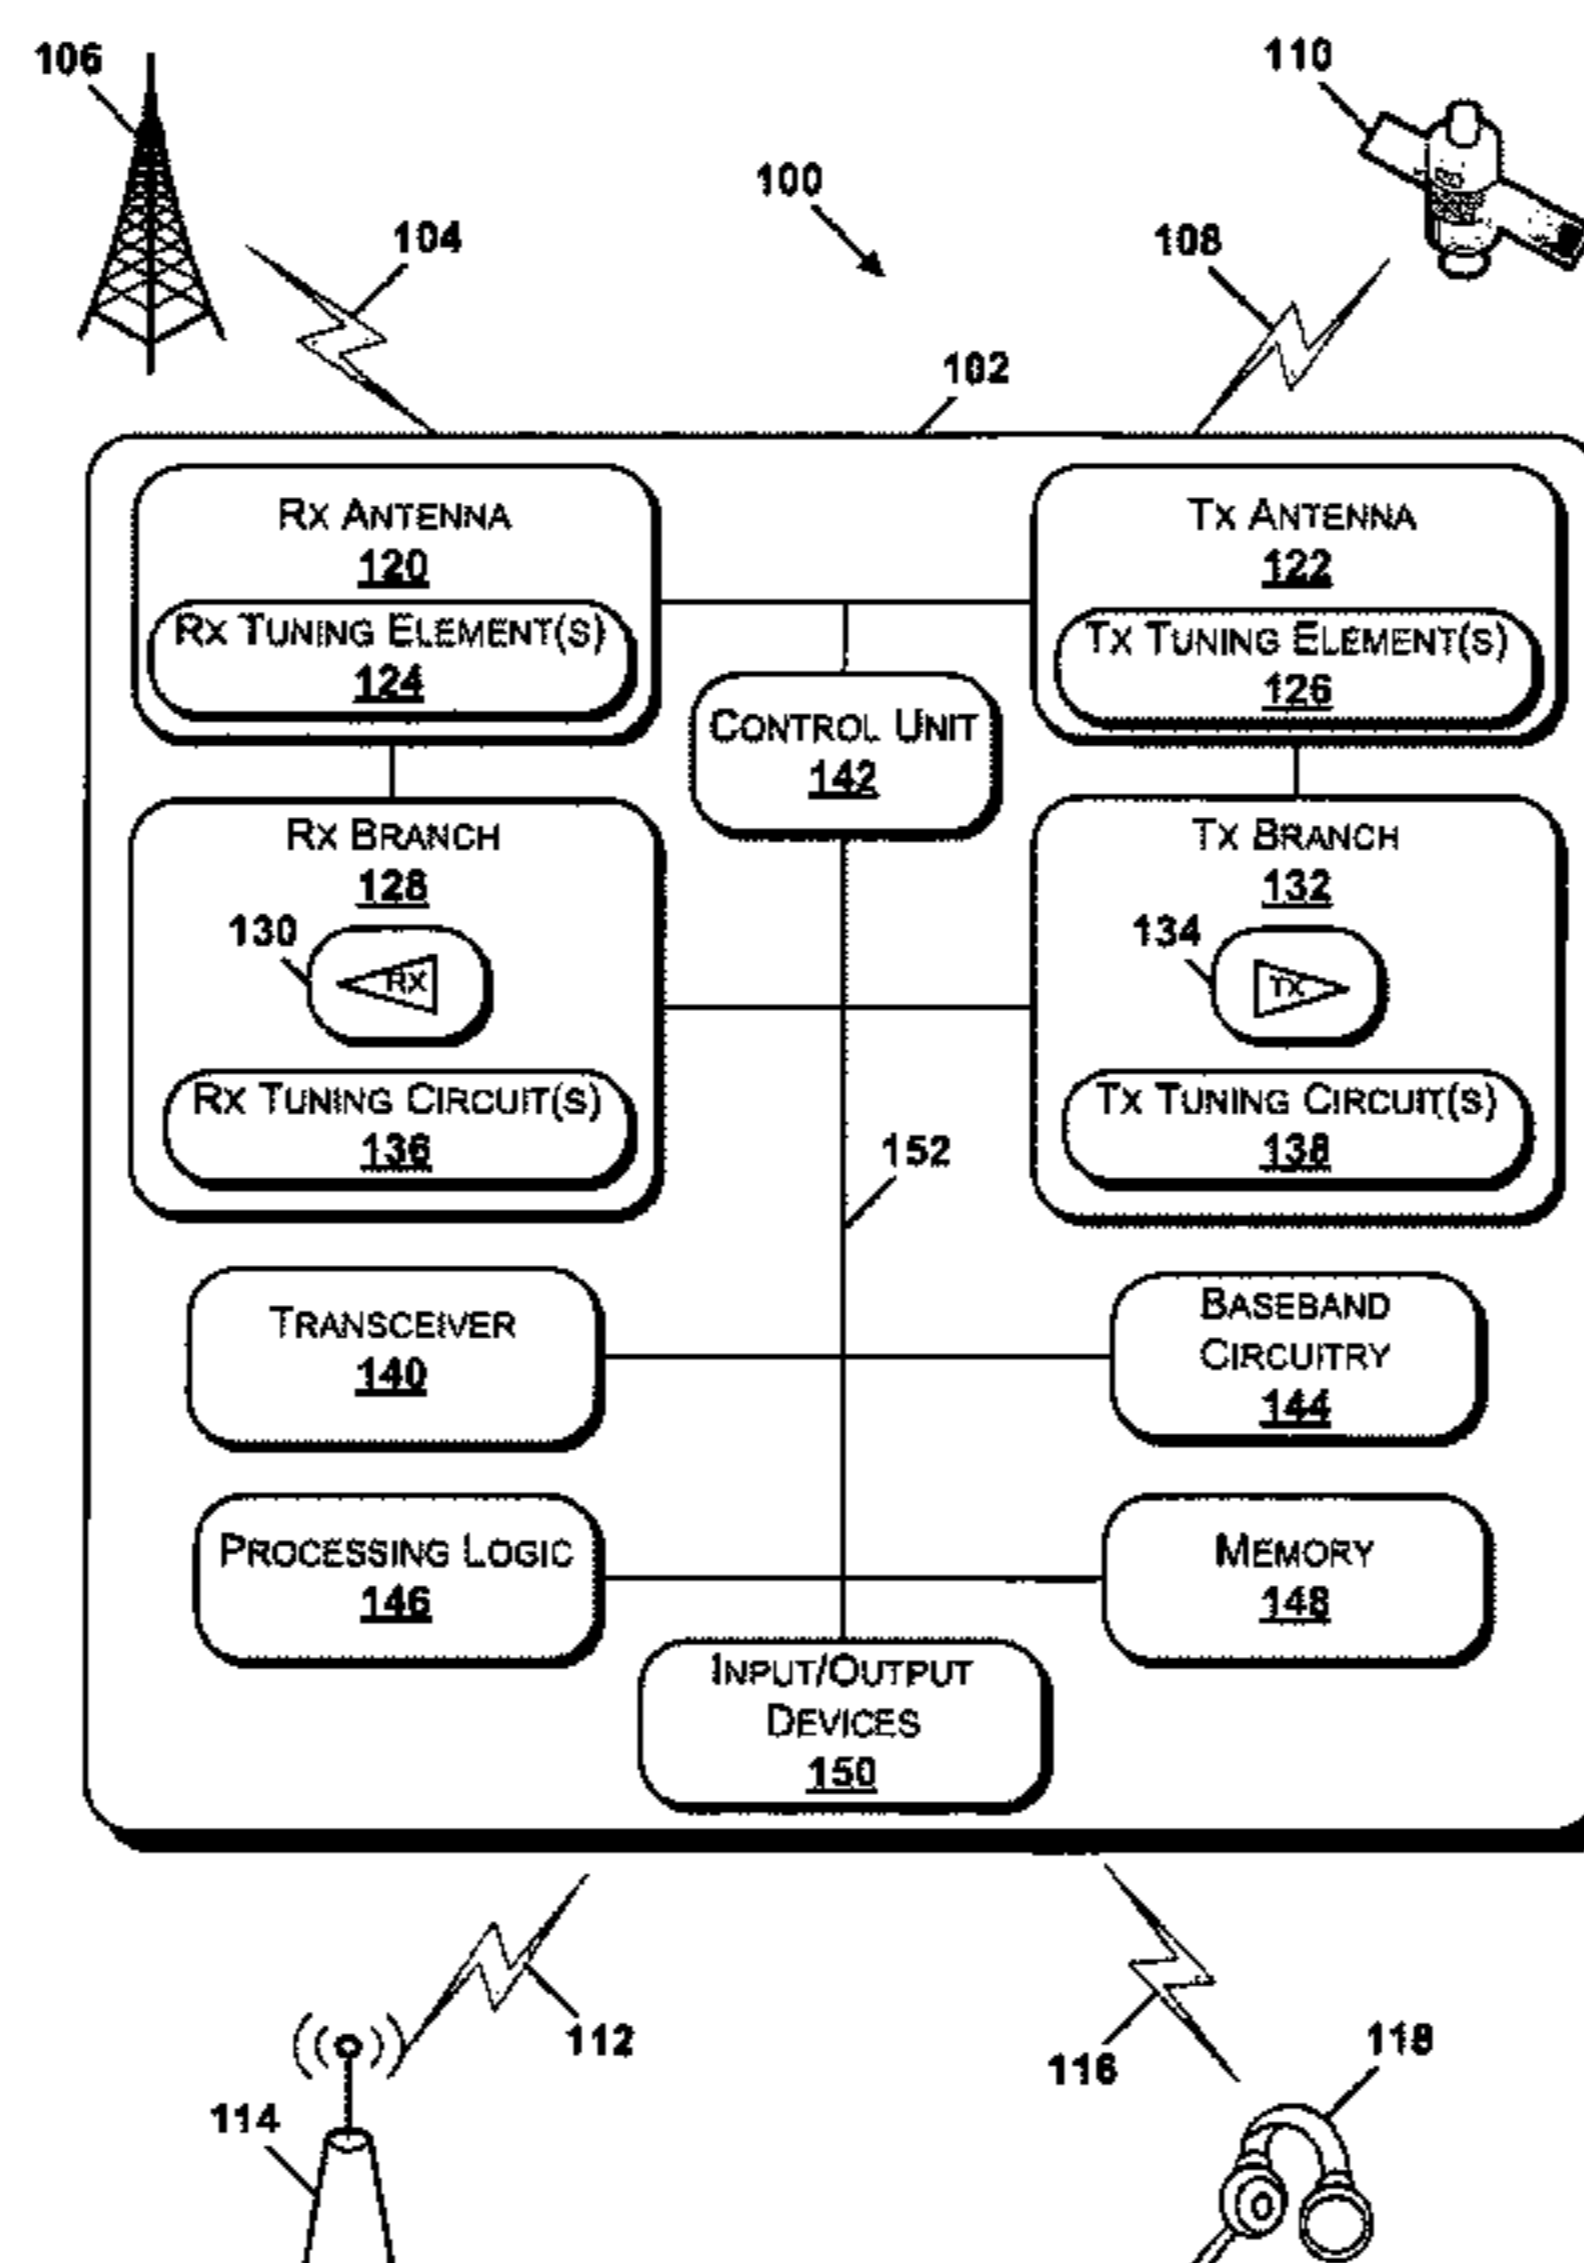 106
110
100
104
108
102
RX ANTENNA
120
RX TUNING ELEMENT(S)
124
TX ANTENNA
122
TX TUNING ELEMENT(S)
126
CONTROL UNIT
142
RX BRANCH
128
130
RX
RX TUNING CIRCUIT(S)
136
TX BRANCH
132
134
TX
TX TUNING CIRCUIT(S)
138
152
TRANSCEIVER
140
BASEBAND
CIRCUITRY
144
PROCESSING LOGIC
146
MEMORY
148
INPUT/OUTPUT
DEVICES
150
112
116
118
114